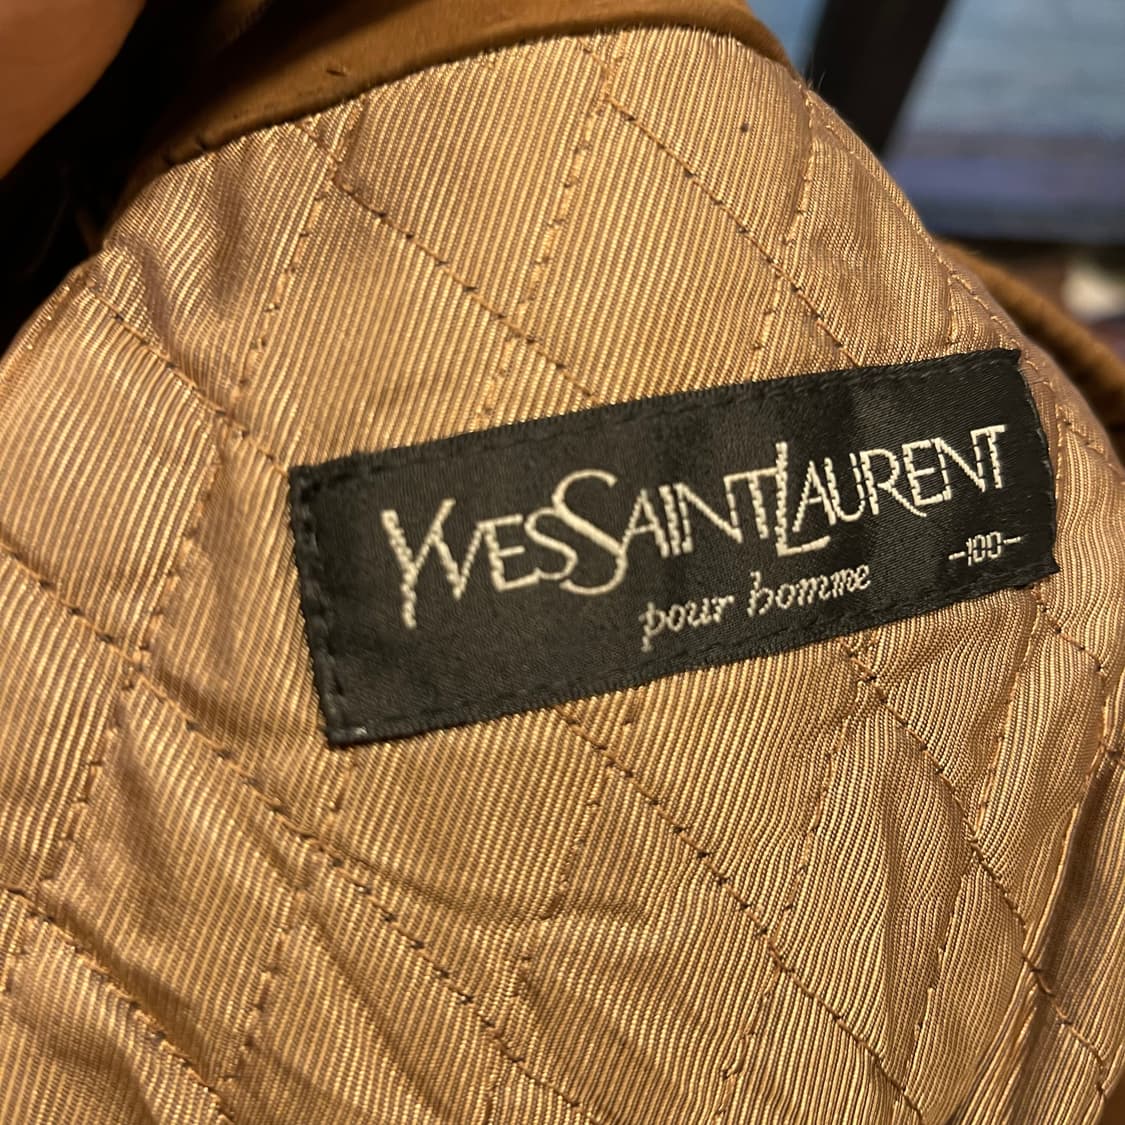 YVESSAINTLAURENT
pour homme
-100-